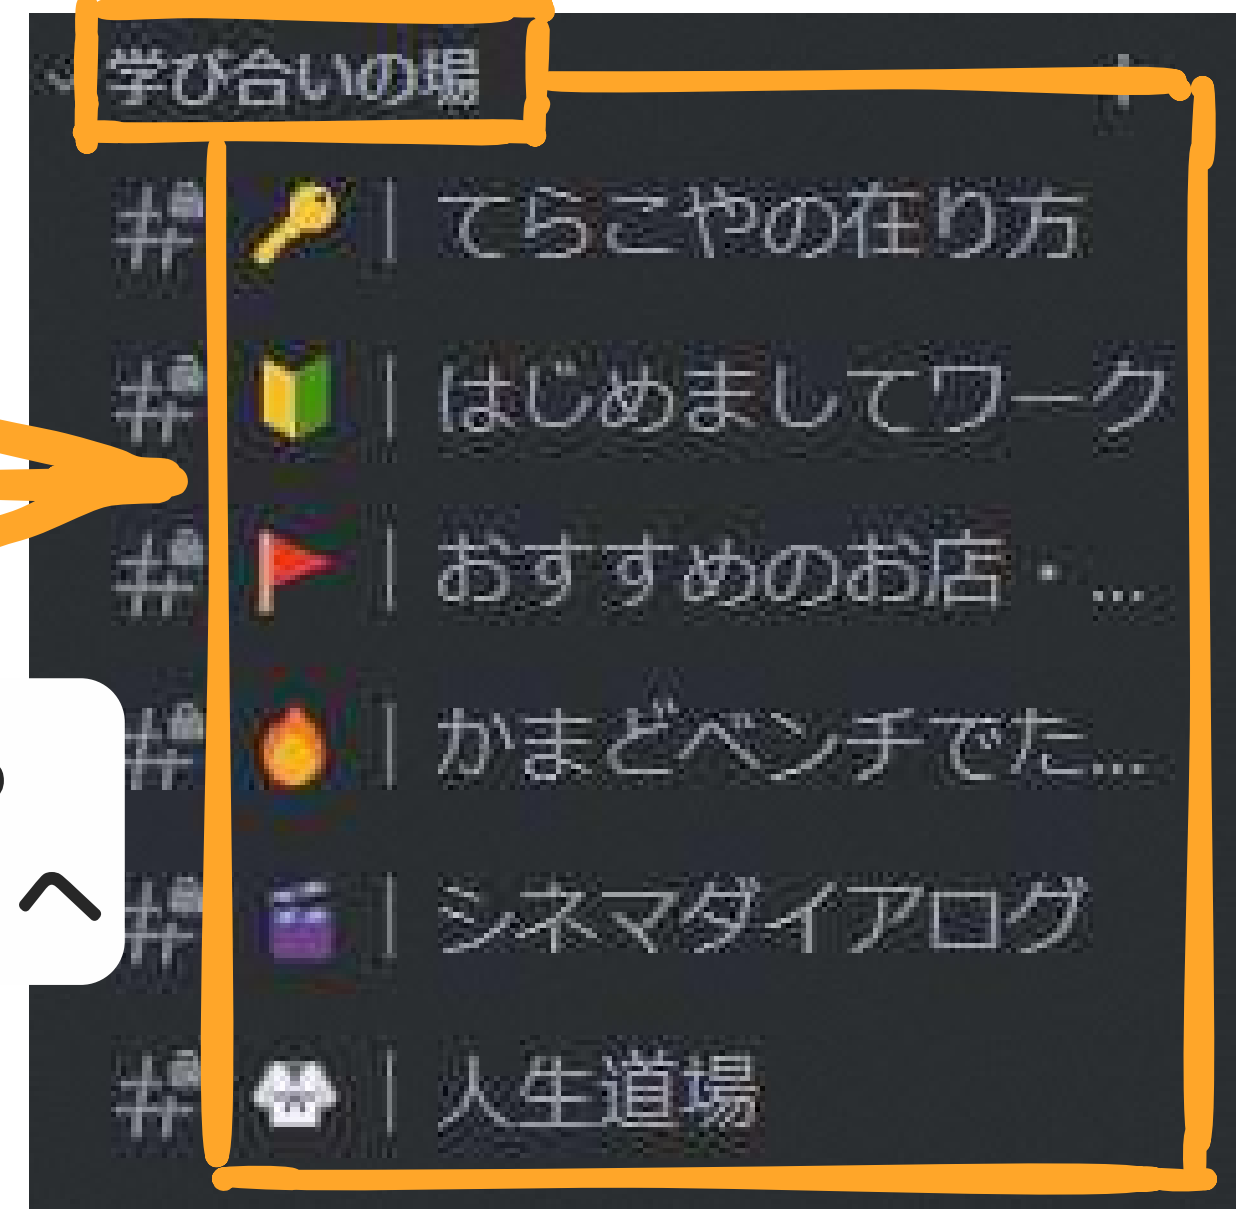 学び合いの場 +
# 🔑 | てらこやの在り方
# 🔰 | はじめましてワーク
# 🚩 | おすすめのお店・...
# 🔥 | かまどベンチでた...
# 🎬 | シネマダイアログ
# 🥋 | 人生道場